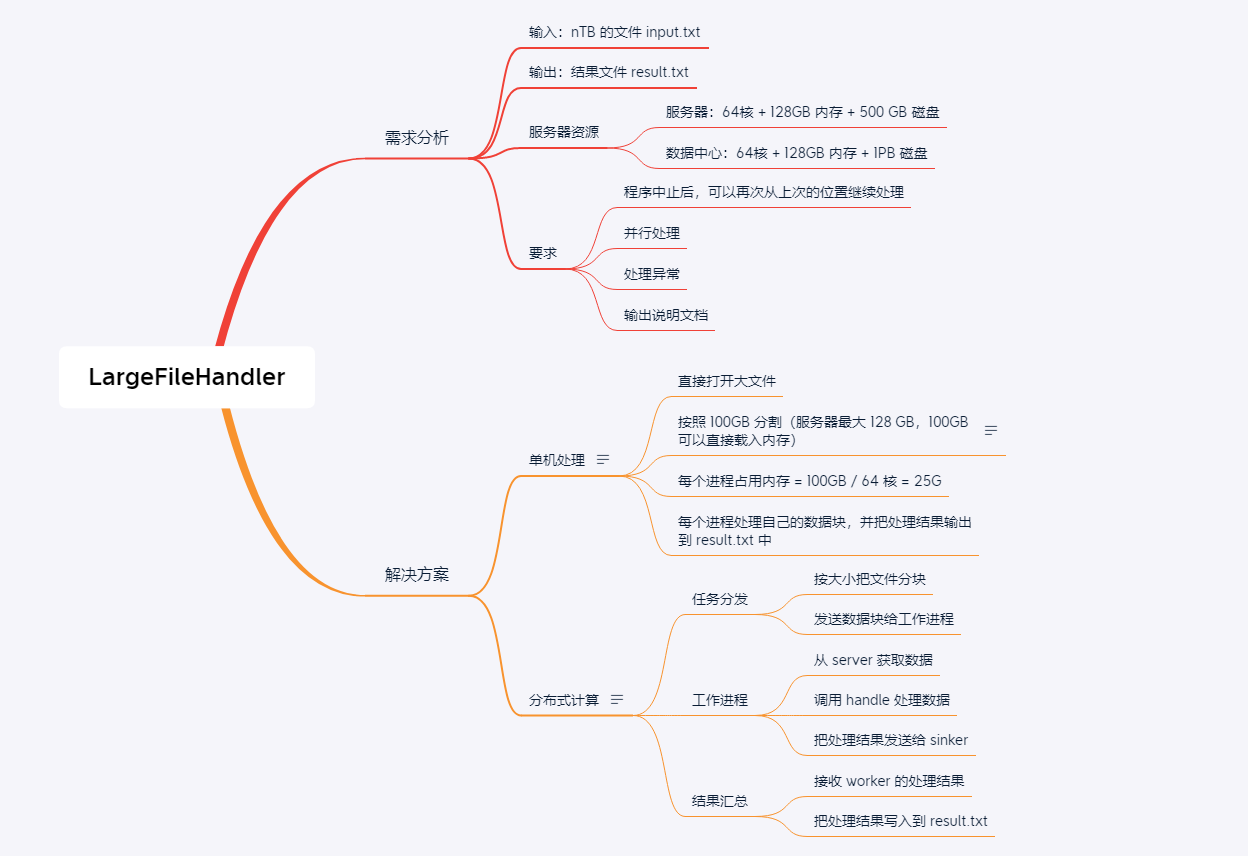 LargeFileHandler
需求分析
输入：nTB 的文件 input.txt
输出：结果文件 result.txt
服务器资源
服务器：64核 + 128GB 内存 + 500 GB 磁盘
数据中心：64核 + 128GB 内存 + 1PB 磁盘
要求
程序中止后，可以再次从上次的位置继续处理
并行处理
处理异常
输出说明文档
解决方案
单机处理
直接打开大文件
按照 100GB 分割（服务器最大 128 GB，100GB
可以直接载入内存）
每个进程占用内存 = 100GB / 64 核 = 25G
每个进程处理自己的数据块，并把处理结果输出
到 result.txt 中
分布式计算
任务分发
按大小把文件分块
发送数据块给工作进程
工作进程
从 server 获取数据
调用 handle 处理数据
把处理结果发送给 sinker
结果汇总
接收 worker 的处理结果
把处理结果写入到 result.txt